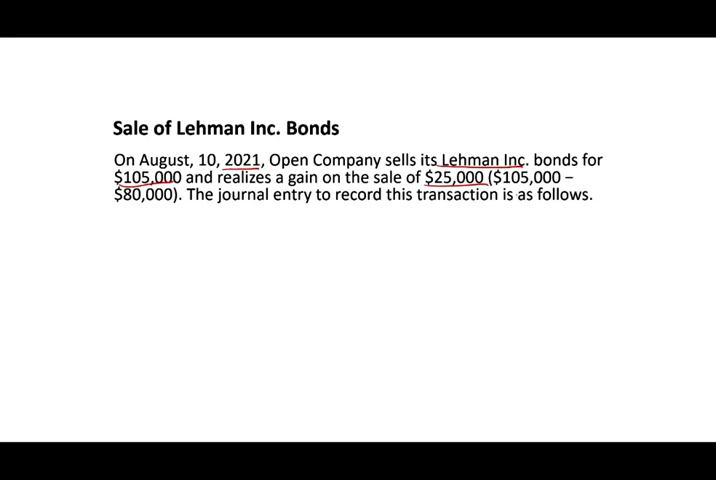 Sale of Lehman Inc. Bonds
On August, 10, 2021, Open Company sells its Lehman Inc. bonds for
$105,000 and realizes a gain on the sale of $25,000 ($105,000 –
$80,000). The journal entry to record this transaction is as follows.